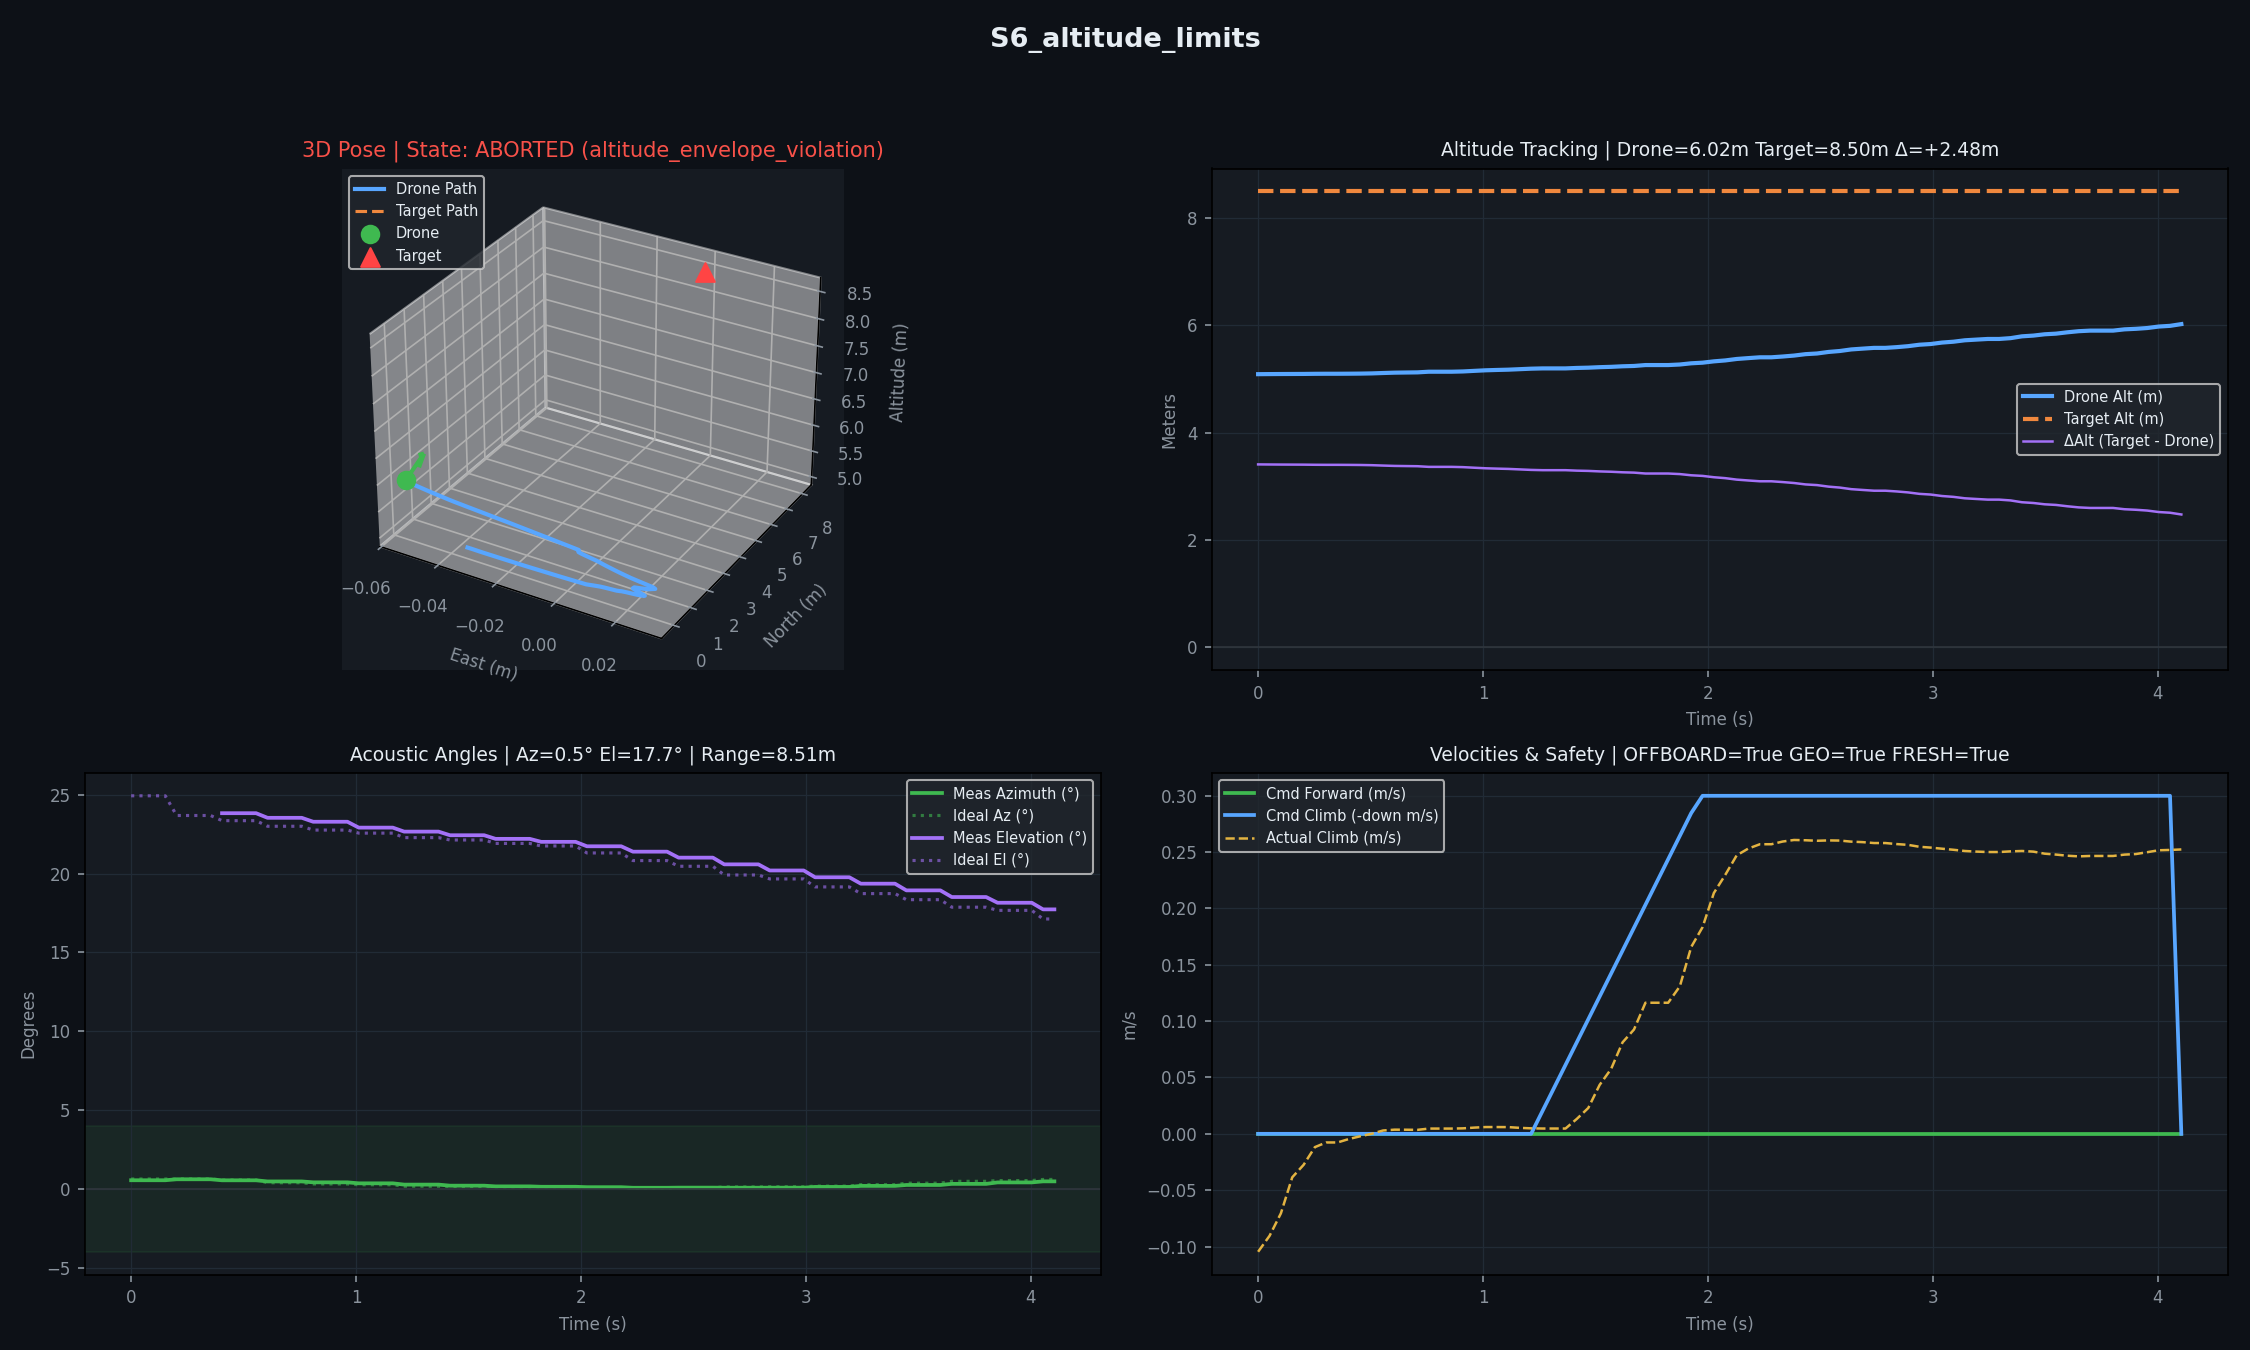 S6_altitude_limits
3D Pose | State: ABORTED (altitude_envelope_violation)
Drone Path
Target Path
Drone
Target
8.5
8.0
7.5
7.0
6.5
6.0
5.5
5.0
Altitude (m)
8
7
6
5
4
3
2
1
0
North (m)
−0.06
−0.04
−0.02
0.00
0.02
East (m)
Altitude Tracking | Drone=6.02m Target=8.50m Δ=+2.48m
8
6
4
2
0
Meters
Drone Alt (m)
Target Alt (m)
ΔAlt (Target - Drone)
0
1
2
3
4
Time (s)
Acoustic Angles | Az=0.5° El=17.7° | Range=8.51m
25
20
15
10
5
0
−5
Degrees
Meas Azimuth (°)
Ideal Az (°)
Meas Elevation (°)
Ideal El (°)
0
1
2
3
4
Time (s)
Velocities & Safety | OFFBOARD=True GEO=True FRESH=True
0.30
0.25
0.20
0.15
0.10
0.05
0.00
−0.05
−0.10
m/s
Cmd Forward (m/s)
Cmd Climb (-down m/s)
Actual Climb (m/s)
0
1
2
3
4
Time (s)